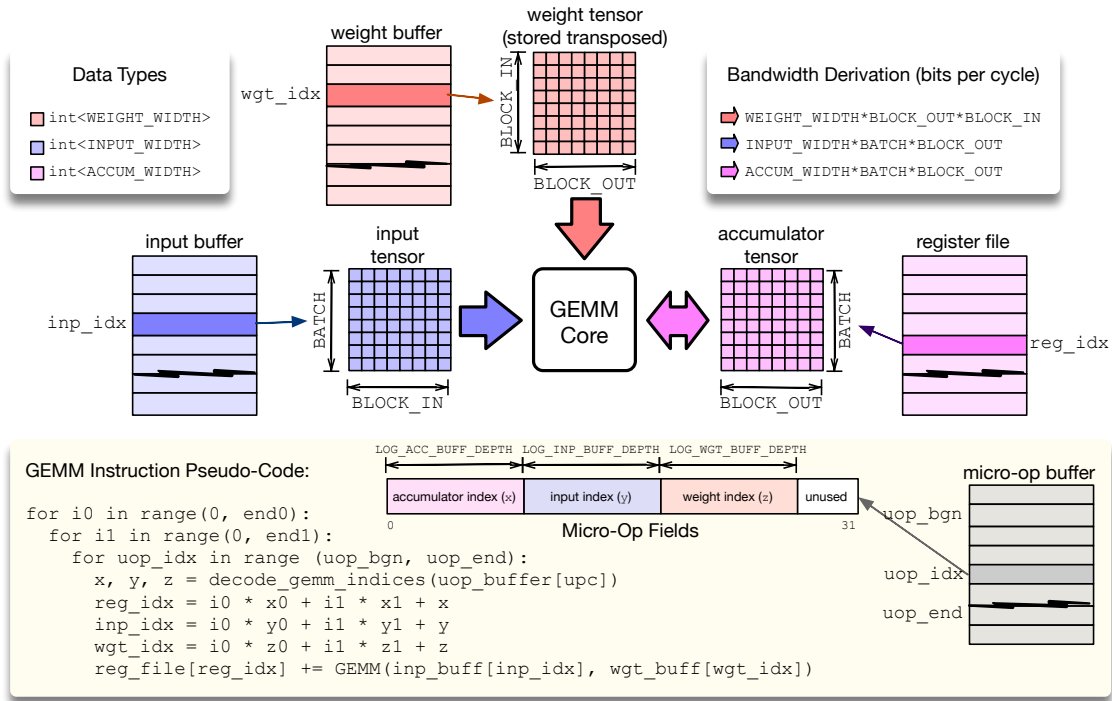 weight buffer
weight tensor
(stored transposed)
Data Types
int<WEIGHT_WIDTH>
int<INPUT_WIDTH>
int<ACCUM_WIDTH>
wgt_idx
BLOCK_IN
BLOCK_OUT
Bandwidth Derivation (bits per cycle)
WEIGHT_WIDTH*BLOCK_OUT*BLOCK_IN
INPUT_WIDTH*BATCH*BLOCK_OUT
ACCUM_WIDTH*BATCH*BLOCK_OUT
input buffer
input
tensor
accumulator
tensor
register file
inp_idx
BATCH
BLOCK_IN
GEMM
Core
BATCH
BLOCK_OUT
reg_idx
GEMM Instruction Pseudo-Code:
LOG_ACC_BUFF_DEPTH LOG_INP_BUFF_DEPTH LOG_WGT_BUFF_DEPTH
accumulator index (x) input index (y) weight index (z) unused
0 31
Micro-Op Fields
micro-op buffer
uop_bgn
uop_idx
uop_end
for i0 in range(0, end0):
for i1 in range(0, end1):
for uop_idx in range (uop_bgn, uop_end):
x, y, z = decode_gemm_indices(uop_buffer[upc])
reg_idx = i0 * x0 + i1 * x1 + x
inp_idx = i0 * y0 + i1 * y1 + y
wgt_idx = i0 * z0 + i1 * z1 + z
reg_file[reg_idx] += GEMM(inp_buff[inp_idx], wgt_buff[wgt_idx])